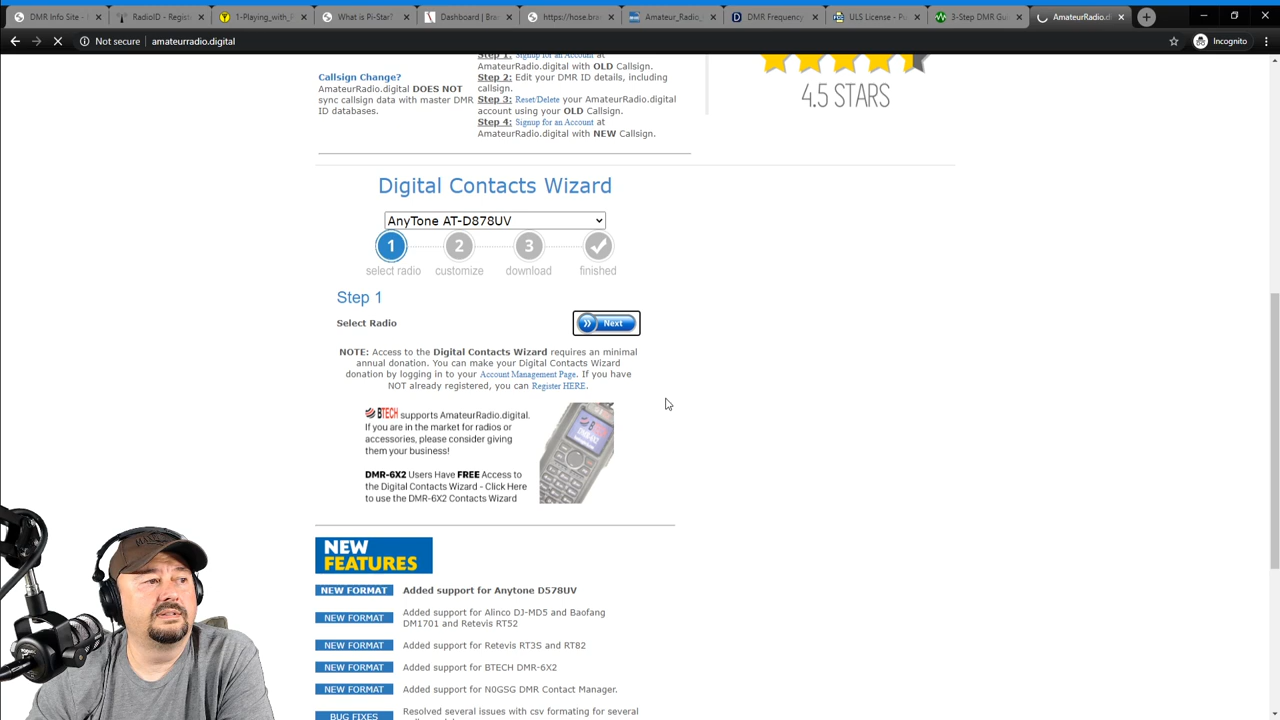 DMR Info Site -
RadioID - Regist
1-Playing_with_
What is Pi-Star?
Dashboard | Bra
https://hose.bra
Amateur_Radio_
DMR Frequency
ULS License - Pu
3-Step DMR Gu
AmateurRadio.d
Not secure | amateurradio.digital
Incognito
Step 1: Signup for an Account at
AmateurRadio.digital with OLD Callsign.
Callsign Change?
AmateurRadio.digital DOES NOT
sync callsign data with master DMR
ID databases.
Step 2: Edit your DMR ID details, including
callsign.
Step 3: Reset/Delete your AmateurRadio.digital
account using your OLD Callsign.
Step 4: Signup for an Account at
AmateurRadio.digital with NEW Callsign.
4.5 STARS
Digital Contacts Wizard
AnyTone AT-D878UV
1 2 3
select radio customize download finished
Step 1
Select Radio
Next
NOTE: Access to the Digital Contacts Wizard requires an minimal
annual donation. You can make your Digital Contacts Wizard
donation by logging in to your Account Management Page. If you have
NOT already registered, you can Register HERE.
BTECH supports AmateurRadio.digital.
If you are in the market for radios or
accessories, please consider giving
them your business!
DMR-6X2 Users Have FREE Access to
the Digital Contacts Wizard - Click Here
to use the DMR-6X2 Contacts Wizard
NEW
FEATURES
NEW FORMAT Added support for Anytone D578UV
NEW FORMAT Added support for Alinco DJ-MD5 and Baofang
DM1701 and Retevis RT52
NEW FORMAT Added support for Retevis RT3S and RT82
NEW FORMAT Added support for BTECH DMR-6X2
NEW FORMAT Added support for N0GSG DMR Contact Manager.
BUG FIXES Resolved several issues with csv formating for several